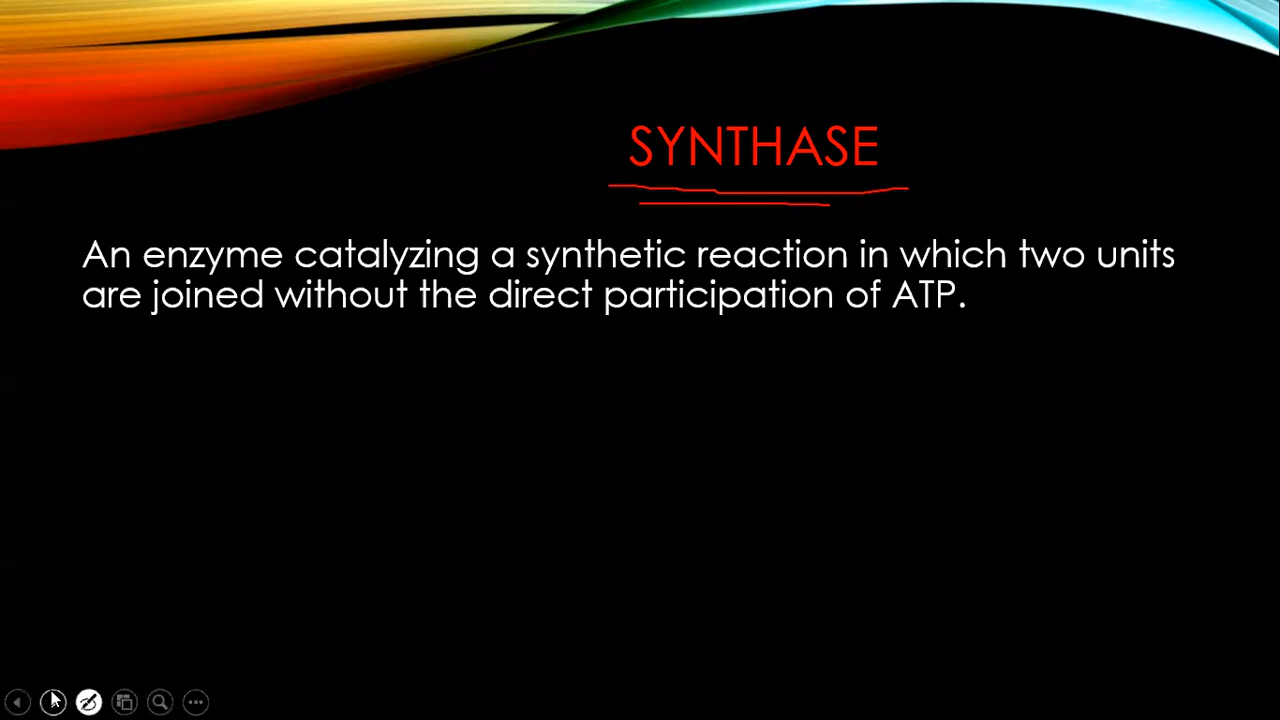 SYNTHASE
An enzyme catalyzing a synthetic reaction in which two units
are joined without the direct participation of ATP.